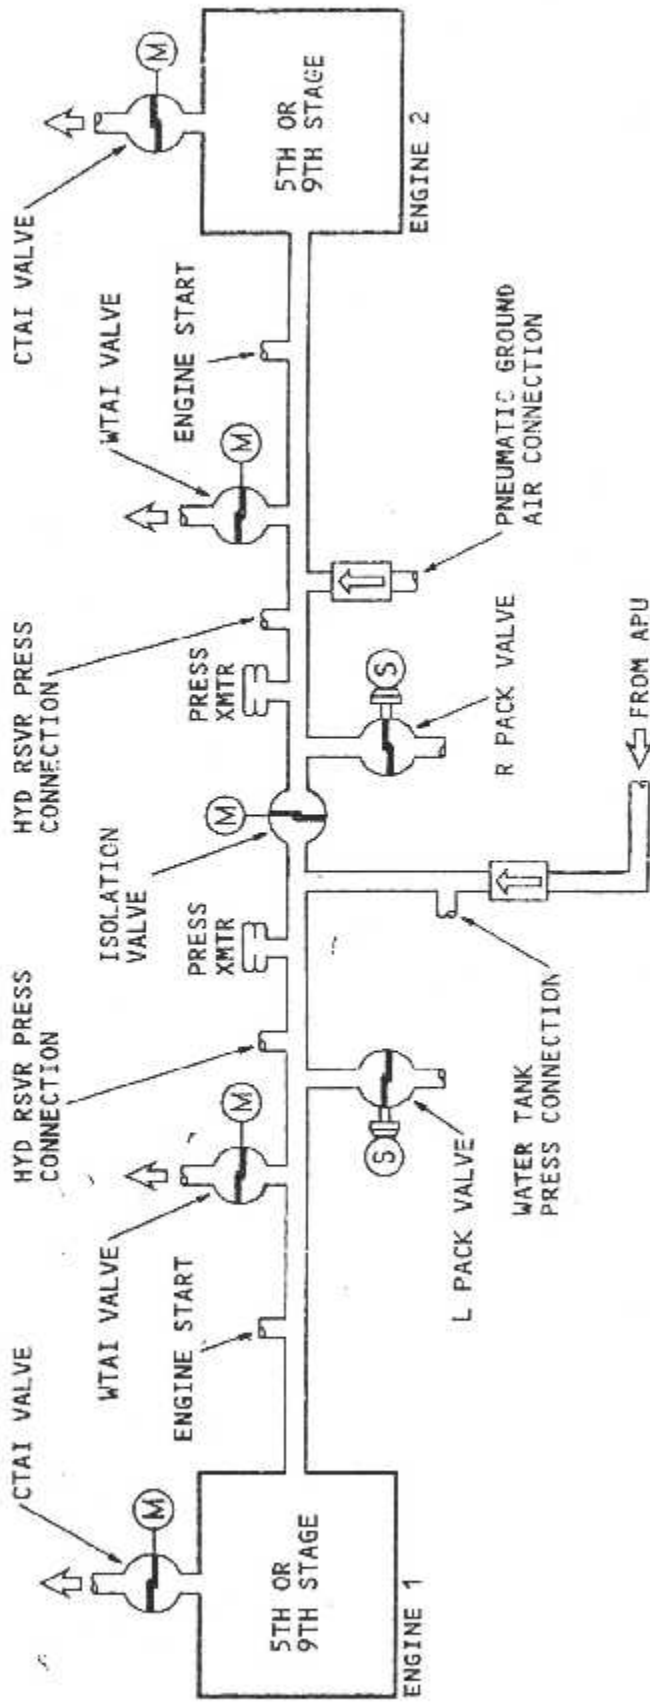 CTAI VALVE
M
5TH OR
9TH STAGE
ENGINE 1
WTAI VALVE
M
ENGINE START
HYD RSVR PRESS
CONNECTION
PRESS
XMTR
S
L PACK VALVE
WATER TANK
PRESS CONNECTION
ISOLATION
VALVE
M
FROM APU
HYD RSVR PRESS
CONNECTION
PRESS
XMTR
S
R PACK VALVE
PNEUMATIC GROUND
AIR CONNECTION
WTAI VALVE
M
ENGINE START
CTAI VALVE
M
5TH OR
9TH STAGE
ENGINE 2